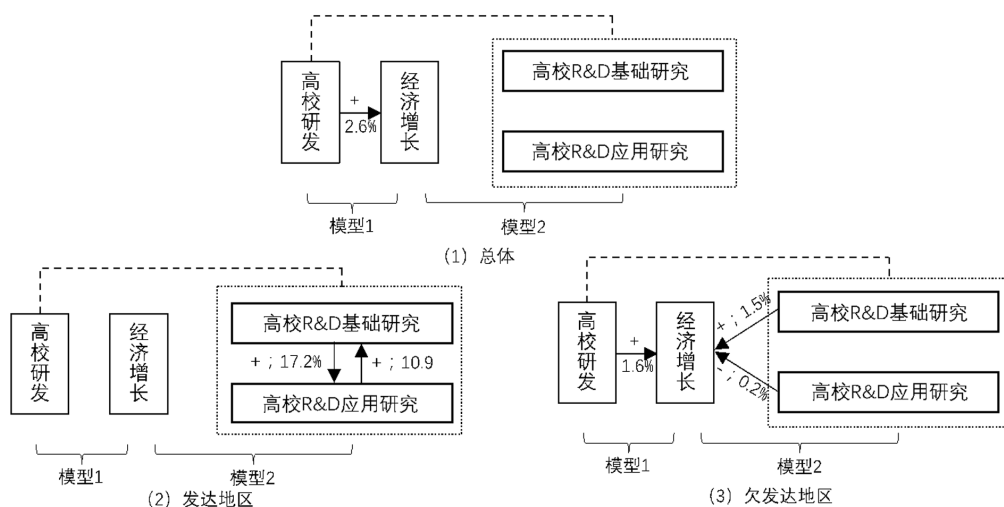 高校研发
+
2.6%
经济增长
高校R&D基础研究
高校R&D应用研究
模型1
模型2
(1) 总体
高校研发
经济增长
高校R&D基础研究
+；17.2%
+；10.9
高校R&D应用研究
模型1
模型2
(2) 发达地区
高校研发
+
1.6%
经济增长
+；1.5%
-；0.2%
高校R&D基础研究
高校R&D应用研究
模型1
模型2
(3) 欠发达地区